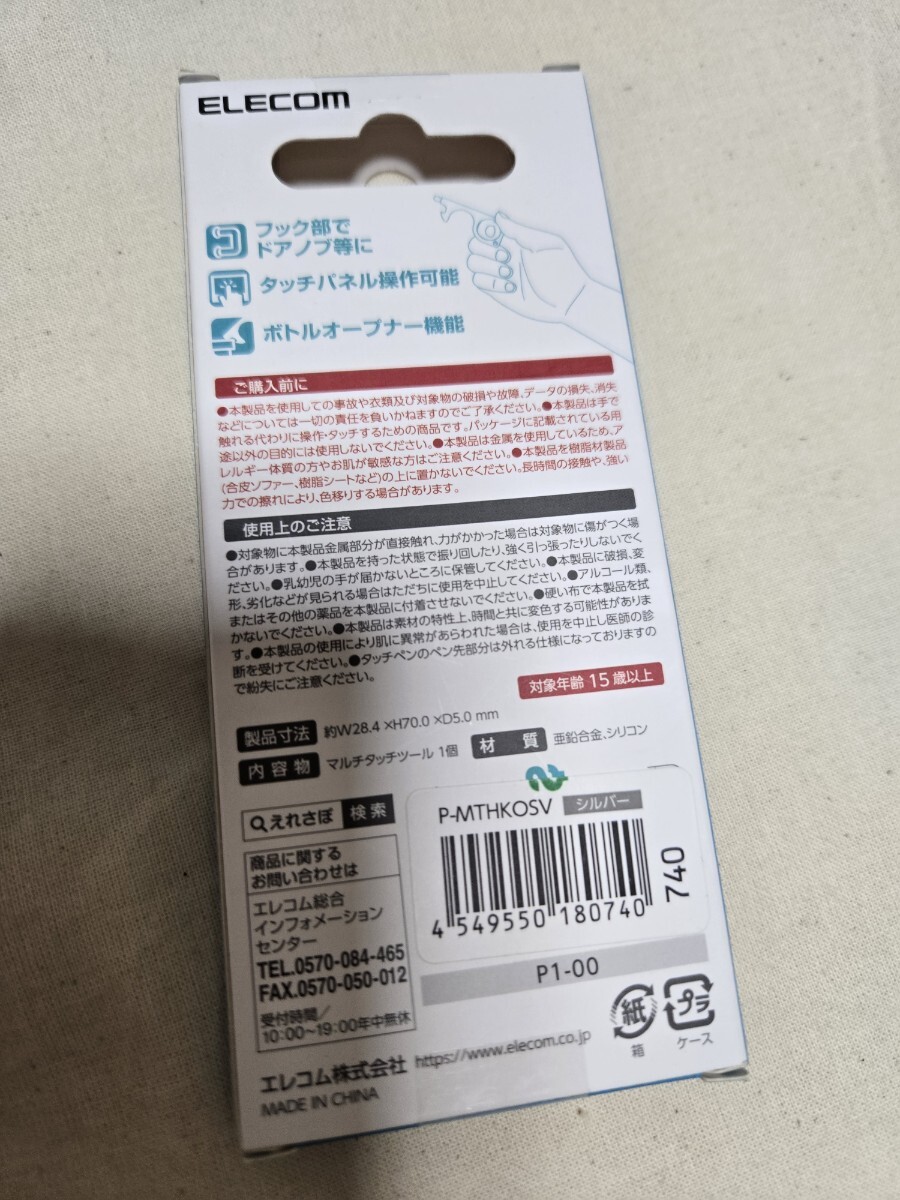 ELECOM
フック部で
ドアノブ等に
タッチパネル操作可能
ボトルオープナー機能
ご購入前に
●本製品を使用しての事故や衣類及び対象物の破損や故障、データの損失、消失
などについては一切の責任を負いかねますのでご了承ください。●本製品は手で
触れる代わりに操作・タッチするための商品です。パッケージに記載されている用
途以外の目的には使用しないでください。●本製品は金属を使用しているため、ア
レルギー体質の方やお肌が敏感な方はご注意ください。●本製品を樹脂材製品
(合皮ソファー、樹脂シートなど)の上に置かないでください。長時間の接触や、強い
力での擦れにより、色移りする場合があります。
使用上のご注意
●対象物に本製品金属部分が直接触れ、力がかかった場合は対象物に傷がつく場
合があります。●本製品を持った状態で振り回したり、強く引っ張ったりしないでく
ださい。●乳幼児の手が届かないところに保管してください。●本製品に破損、変
形、劣化などが見られる場合はただちに使用を中止してください。●アルコール類、
またはその他の薬品を本製品に付着させないでください。●硬い布で本製品を拭
かないでください。●本製品は素材の特性上、時間と共に変色する可能性がありま
す。●本製品の使用により肌に異常があらわれた場合は、使用を中止し医師の診
断を受けてください。●タッチペンのペン先部分は外れる仕様になっておりますの
で紛失にご注意ください。
対象年齢 15 歳以上
製品寸法 約W28.4 ×H70.0 ×D5.0 mm
内容物 マルチタッチツール 1個 材質 亜鉛合金、シリコン
えれさぽ 検索
商品に関する
お問い合わせは
エレコム総合
インフォメーション
センター
TEL.0570-084-465
FAX.0570-050-012
受付時間/
10:00~19:00年中無休
P-MTHKOSV シルバー
4 549550 180740
740
P1-00
紙
箱
プラ
ケース
エレコム株式会社 https://www.elecom.co.jp
MADE IN CHINA